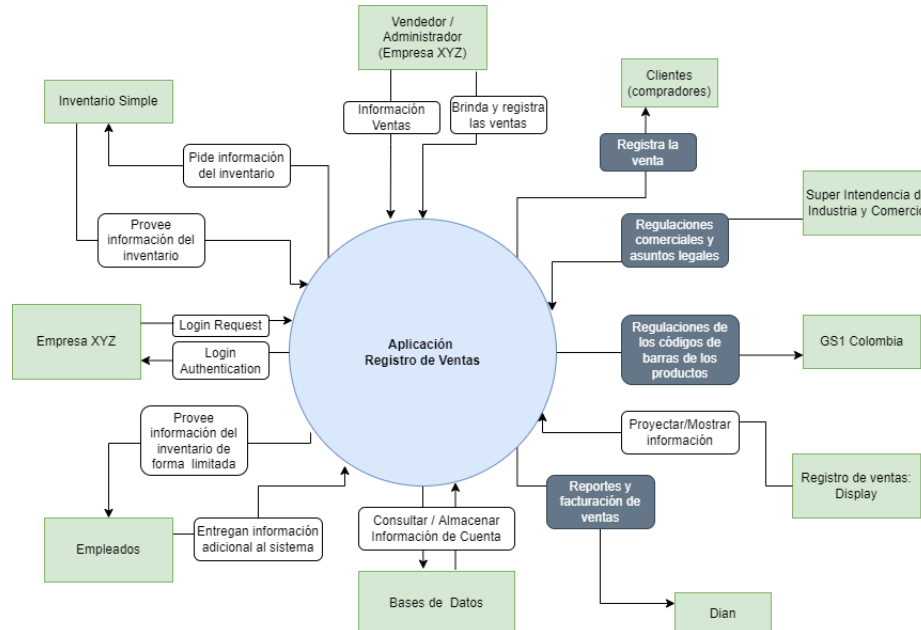 Vendedor /
Administrador
(Empresa XYZ)
Clientes
(compradores)
Inventario Simple
Información
Ventas
Brinda y registra
las ventas
Registra la
venta
Pide información
del inventario
Super Intendencia d
Industria y Comercio
Provee
información del
inventario
Regulaciones
comerciales y
asuntos legales
Empresa XYZ
Login Request
Login
Authentication
Aplicación
Registro de Ventas
Regulaciones de
los códigos de
barras de los
productos
GS1 Colombia
Provee
información del
inventario de
forma limitada
Proyectar/Mostrar
información
Registro de ventas:
Display
Reportes y
facturación de
ventas
Empleados
Entregan información
adicional al sistema
Consultar / Almacenar
Información de Cuenta
Bases de Datos
Dian